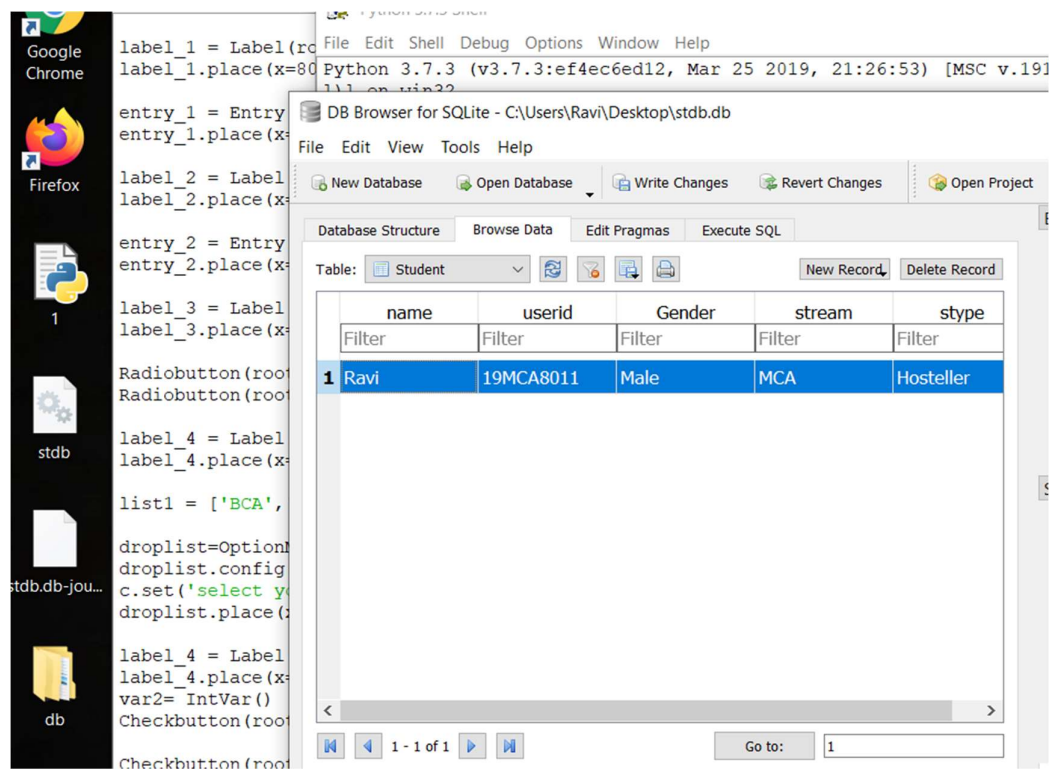 Google
Chrome
Firefox
1
stdb
stdb.db-jou...
db
label_1 = Label(ro
label_1.place(x=80
entry_1 = Entry
entry_1.place(x=
label_2 = Label
label_2.place(x=
entry_2 = Entry
entry_2.place(x=
label_3 = Label
label_3.place(x=
Radiobutton(root
Radiobutton(root
label_4 = Label
label_4.place(x=
list1 = ['BCA',
droplist=OptionM
droplist.config
c.set('select yo
droplist.place(
label_4 = Label
label_4.place(x=
var2= IntVar()
Checkbutton(root
Checkbutton(root
File Edit Shell Debug Options Window Help
Python 3.7.3 (v3.7.3:ef4ec6ed12, Mar 25 2019, 21:26:53) [MSC v.191
DB Browser for SQLite - C:\Users\Ravi\Desktop\stdb.db
File Edit View Tools Help
New Database Open Database Write Changes Revert Changes Open Project
Database Structure Browse Data Edit Pragmas Execute SQL
Table: Student New Record Delete Record
name userid Gender stream stype
Filter Filter Filter Filter Filter
1 Ravi 19MCA8011 Male MCA Hosteller
1 - 1 of 1 Go to: 1